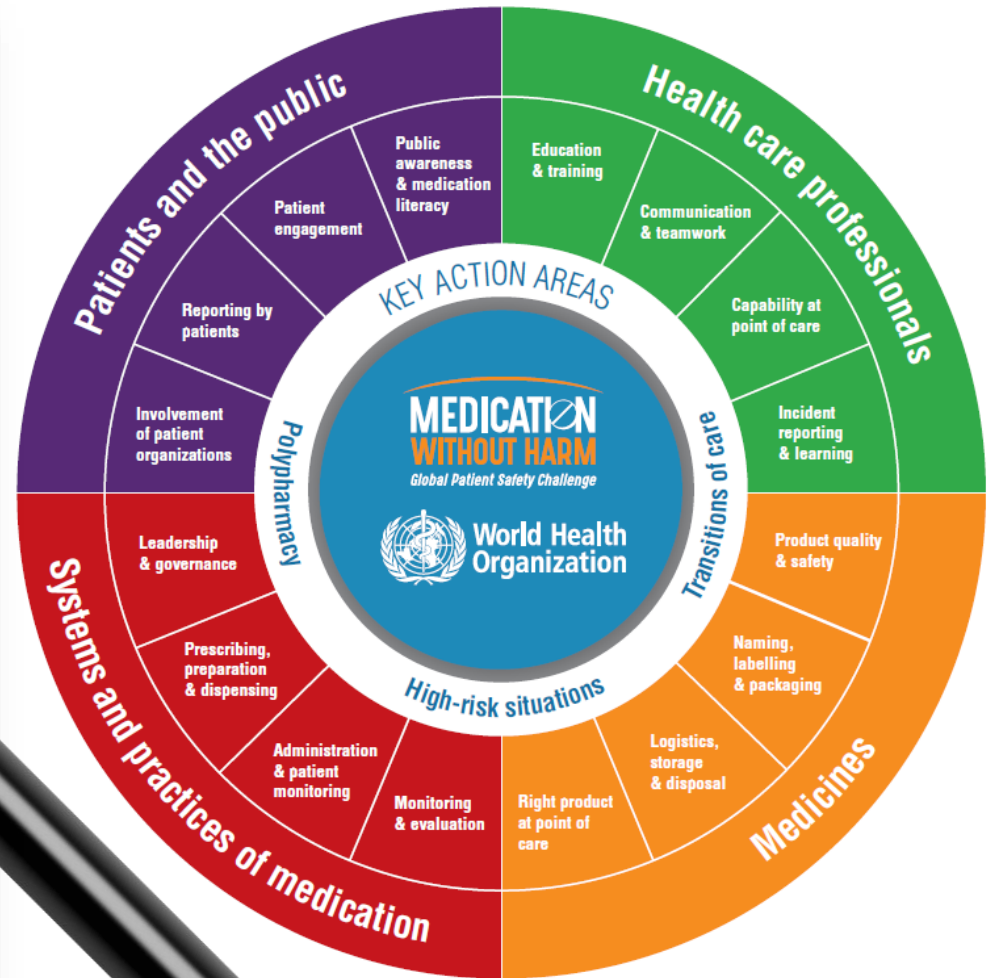 Patients and the public
Public
awareness
& medication
literacy
Patient
engagement
Reporting by
patients
Involvement
of patient
organizations
Health care professionals
Education
& training
Communication
& teamwork
Capability at
point of care
Incident
reporting
& learning
KEY ACTION AREAS
Polypharmacy
Transitions of care
High-risk situations
MEDICATION
WITHOUT HARM
Global Patient Safety Challenge
World Health
Organization
Systems and practices of medication
Leadership
& governance
Prescribing,
preparation
& dispensing
Administration
& patient
monitoring
Monitoring
& evaluation
Medicines
Product quality
& safety
Naming,
labelling
& packaging
Logistics,
storage
& disposal
Right product
at point of
care